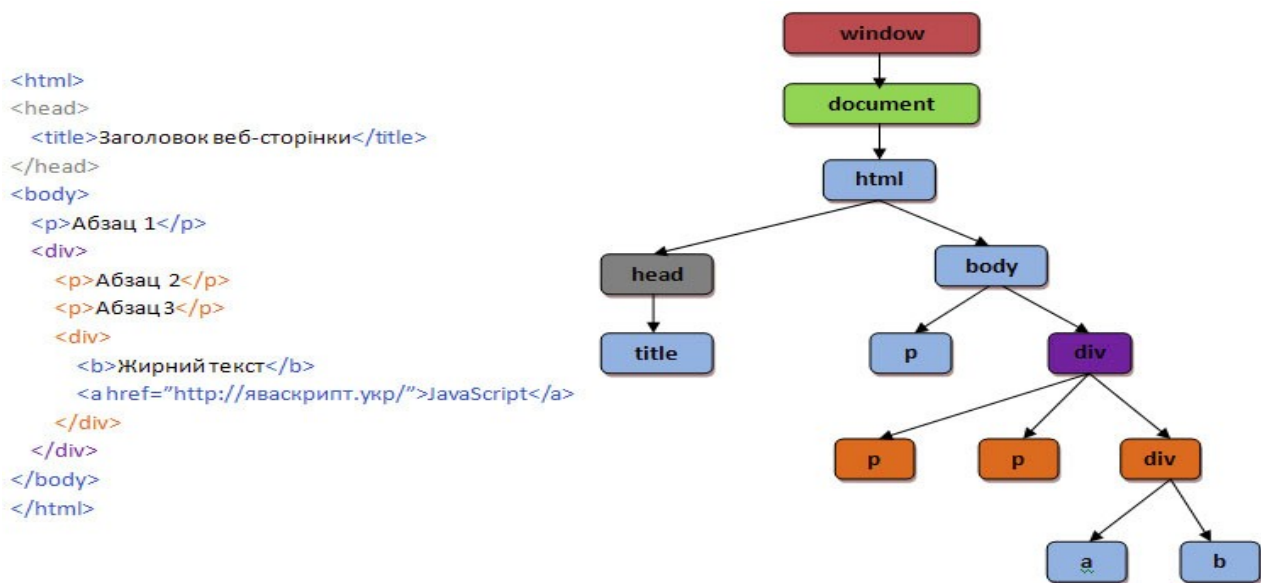 <html>
<head>
<title>Заголовок веб-сторінки</title>
</head>
<body>
<p>Абзац 1</p>
<div>
<p>Абзац 2</p>
<p>Абзац 3</p>
<div>
<b>Жирний текст</b>
<a href=”http://яваскрипт.укр/”>JavaScript</a>
</div>
</div>
</body>
</html>
window
document
html
head body
title p div
p p div
a b